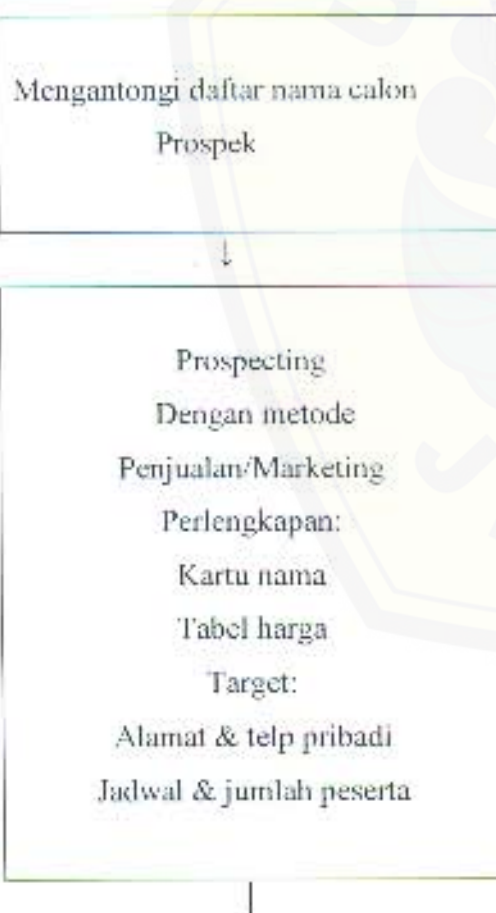 Mengantongi daftar nama calon
Prospek
↓
Prospecting
Dengan metode
Penjualan/Marketing
Perlengkapan:
Kartu nama
Tabel harga
Target:
Alamat & telp pribadi
Jadwal & jumlah peserta